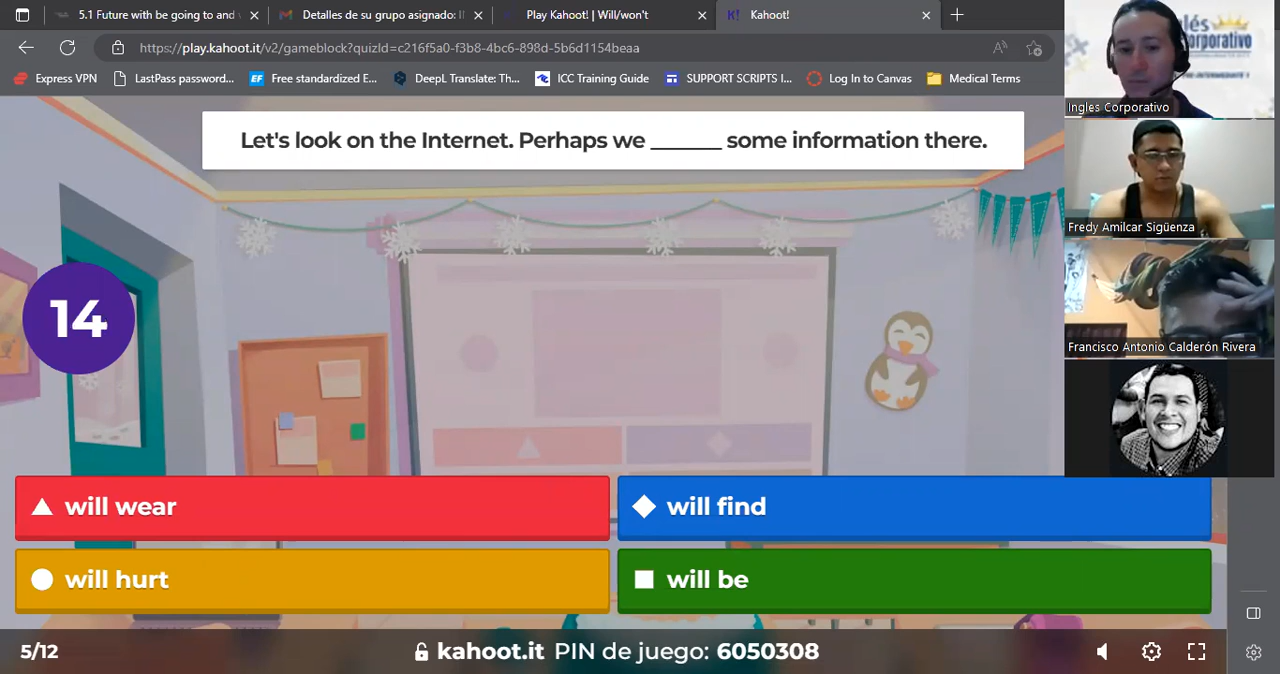 5.1 Future with be going to and
Detalles de su grupo asignado: I
Play Kahoot! | Will/won't
K! Kahoot!
https://play.kahoot.it/v2/gameblock?quizId=c216f5a0-f3b8-4bc6-898d-5b6d1154beaa
Express VPN
LastPass password...
EF Free standardized E...
DeepL Translate: Th...
ICC Training Guide
SUPPORT SCRIPTS I...
Log In to Canvas
Medical Terms
Let's look on the Internet. Perhaps we ______ some information there.
14
will wear
will find
will hurt
will be
5/12
kahoot.it PIN de juego: 6050308
Ingles Corporativo
Fredy Amilcar Sigüenza
Francisco Antonio Calderón Rivera